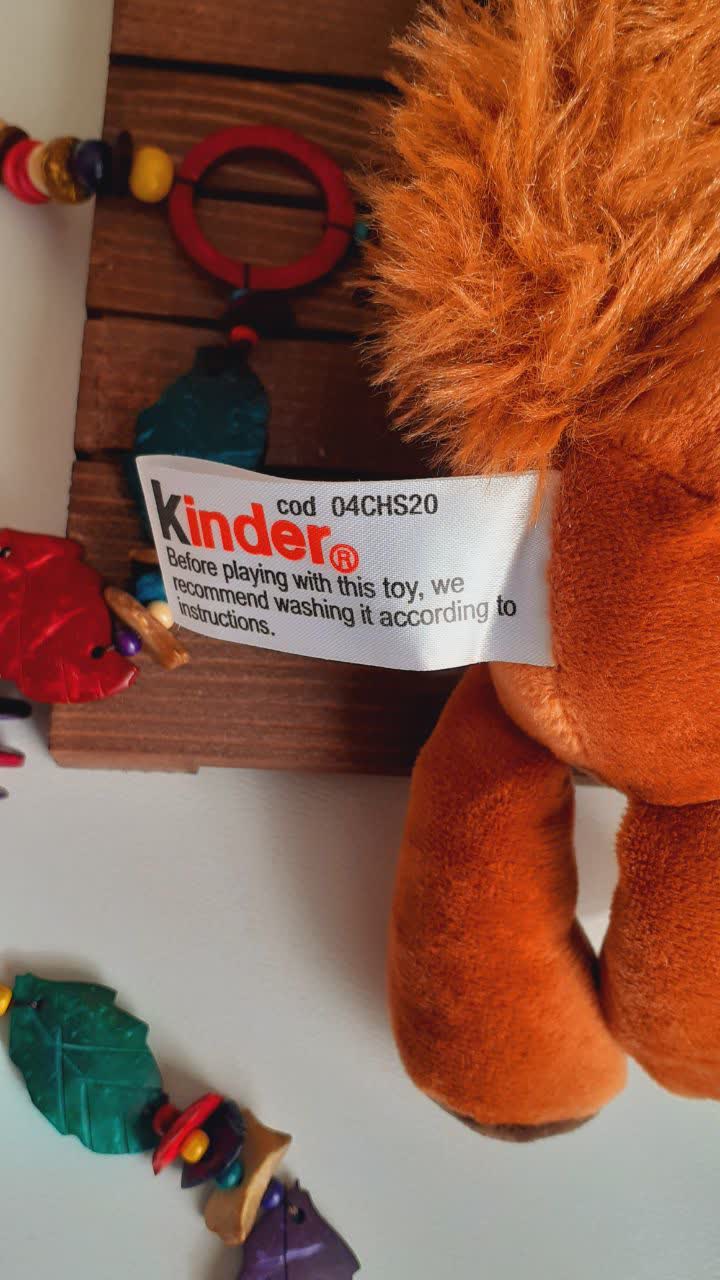 cod 04CHS20
kinder®
Before playing with this toy, we
recommend washing it according to
instructions.